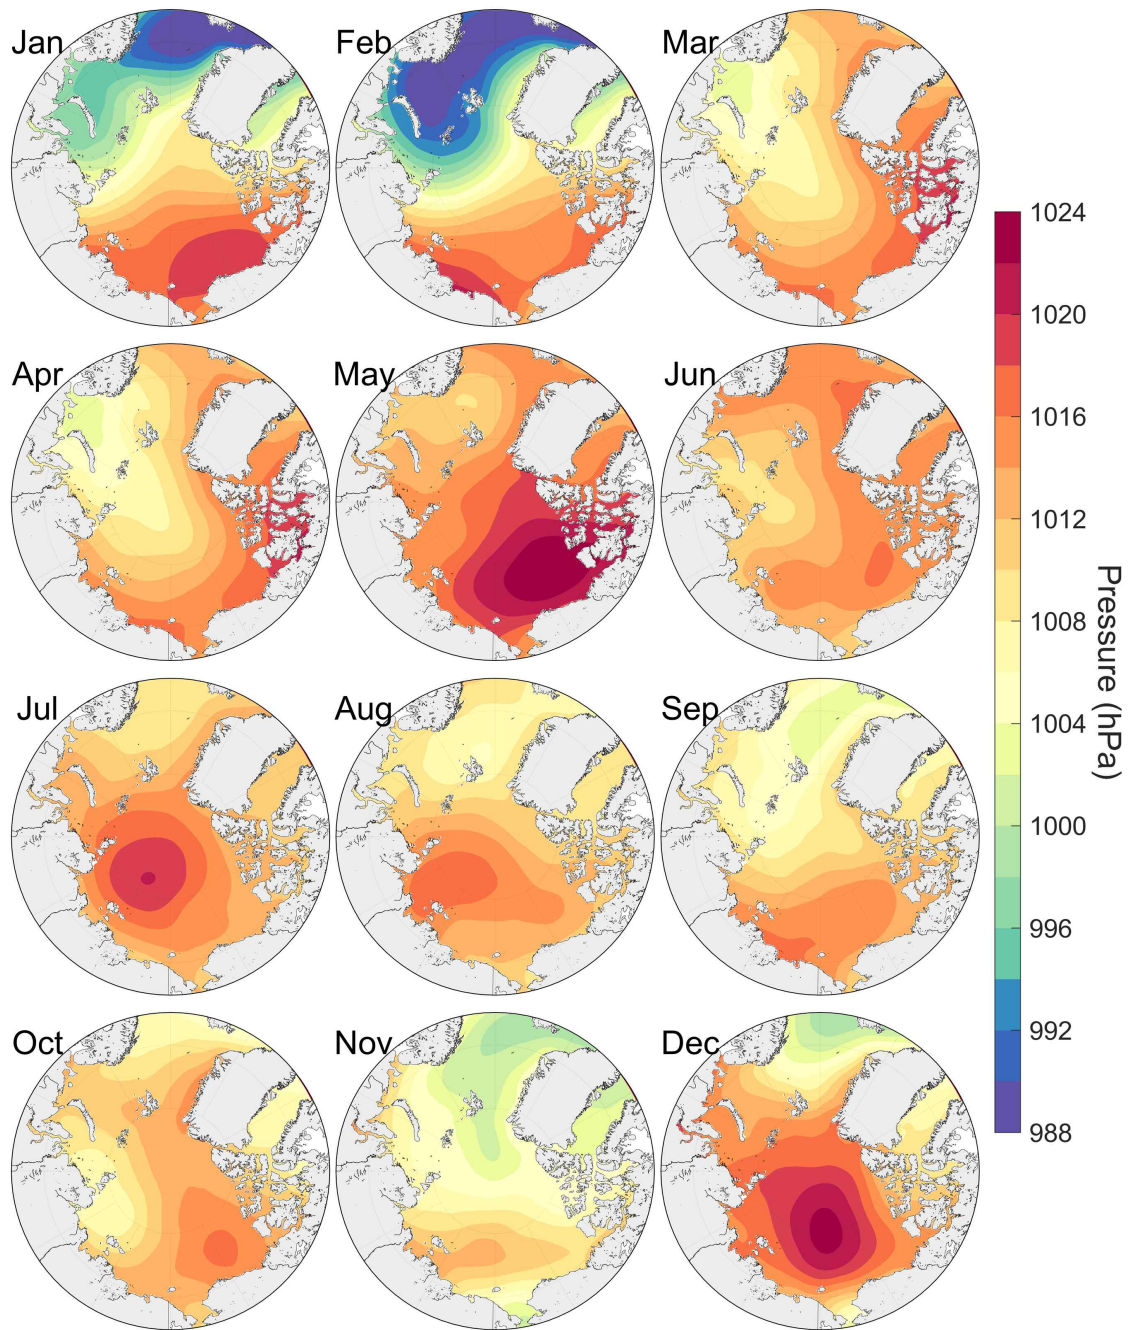 Jan
Feb
Mar
Apr
May
Jun
Jul
Aug
Sep
Oct
Nov
Dec
1024
1020
1016
1012
1008
1004
1000
996
992
988
Pressure (hPa)